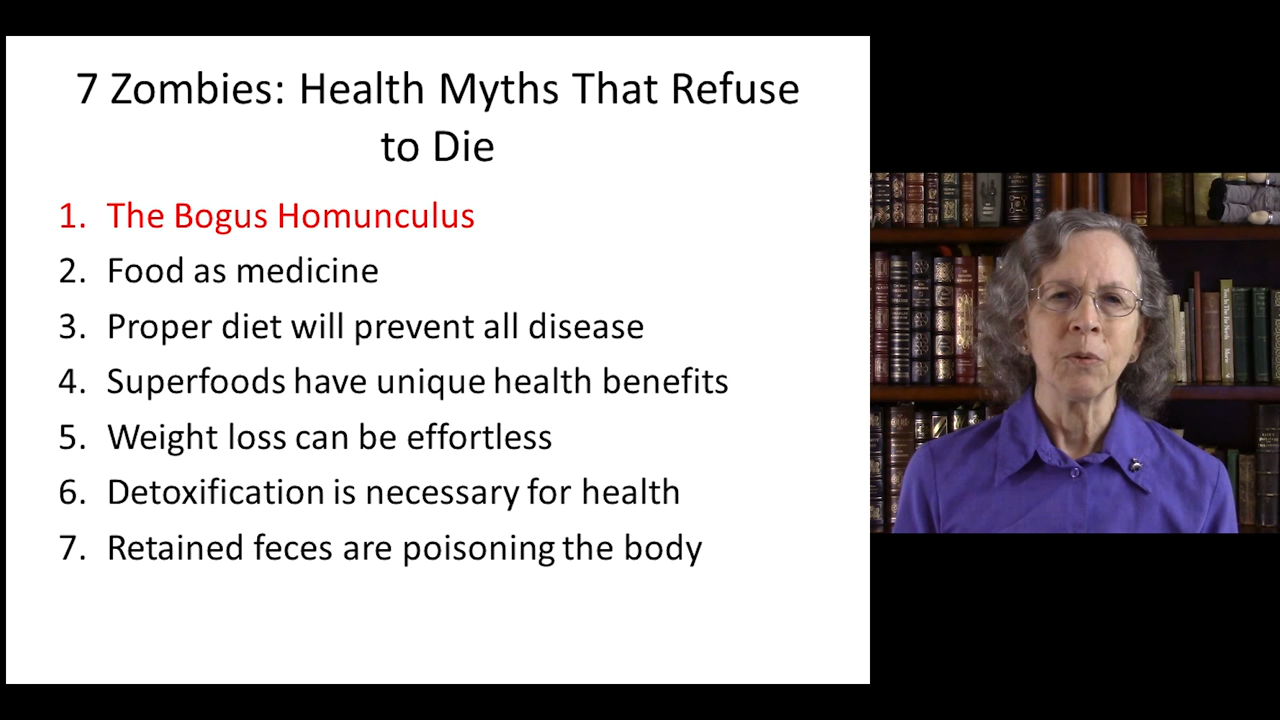 7 Zombies: Health Myths That Refuse
to Die
1. The Bogus Homunculus
2. Food as medicine
3. Proper diet will prevent all disease
4. Superfoods have unique health benefits
5. Weight loss can be effortless
6. Detoxification is necessary for health
7. Retained feces are poisoning the body